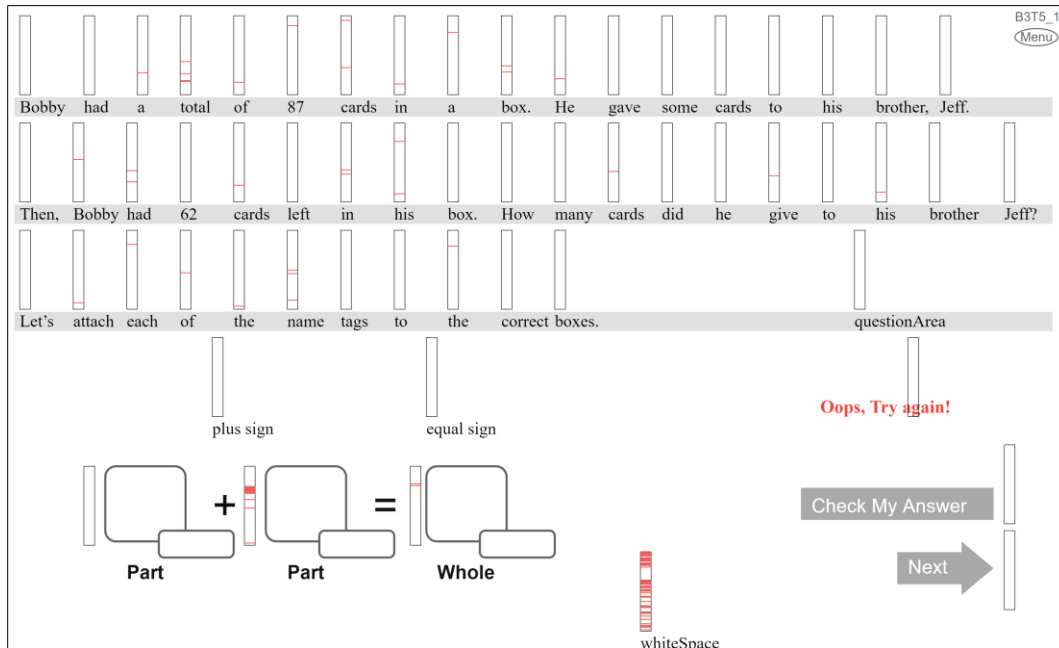 B3T5_1
Menu
Bobby had a total of 87 cards in a box. He gave some cards to his brother, Jeff.
Then, Bobby had 62 cards left in his box. How many cards did he give to his brother Jeff?
Let's attach each of the name tags to the correct boxes. questionArea
plus sign equal sign
Oops, Try again!
+ =
Check My Answer
Part Part Whole
Next
whiteSpace